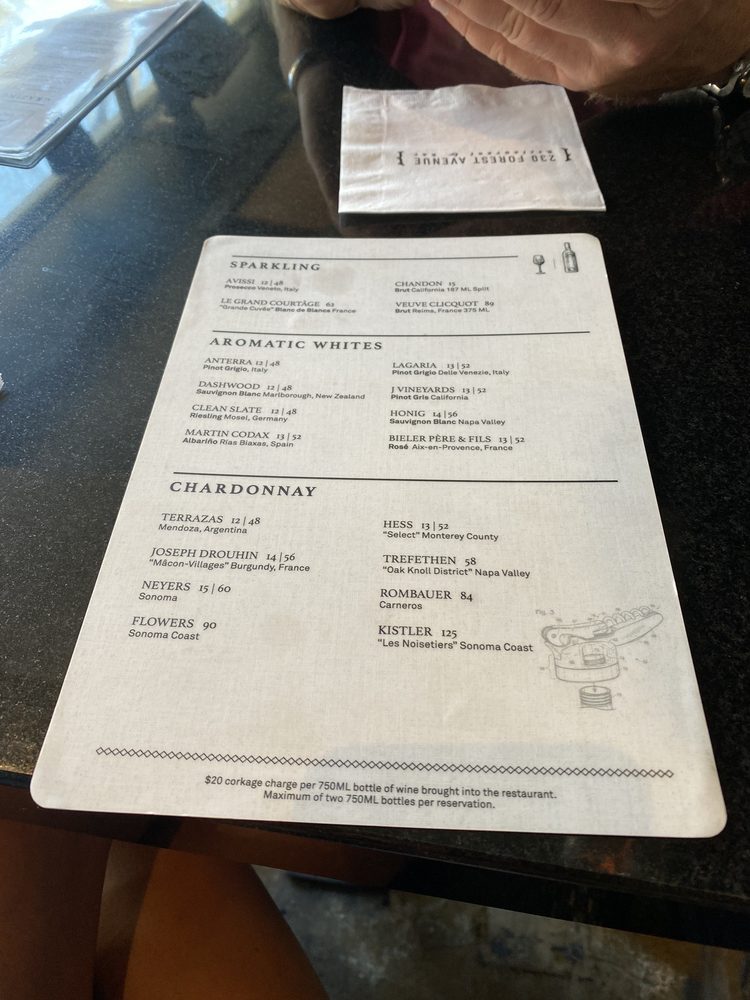 { 230 FOREST AVENUE }
RESTAURANT & BAR
SPARKLING
AVISSI 12 | 48
Prosecco Veneto, Italy
LE GRAND COURTÂGE 62
"Grande Cuvée" Blanc de Blancs France
CHANDON 15
Brut California 187 ML Split
VEUVE CLICQUOT 89
Brut Reims, France 375 ML
AROMATIC WHITES
ANTERRA 12 | 48
Pinot Grigio, Italy
DASHWOOD 12 | 48
Sauvignon Blanc Marlborough, New Zealand
CLEAN SLATE 12 | 48
Riesling Mosel, Germany
MARTIN CODAX 13 | 52
Albariño Rías Biaxas, Spain
LAGARIA 13 | 52
Pinot Grigio Delle Venezie, Italy
J VINEYARDS 13 | 52
Pinot Gris California
HONIG 14 | 56
Sauvignon Blanc Napa Valley
BIELER PÈRE & FILS 13 | 52
Rosé Aix-en-Provence, France
CHARDONNAY
TERRAZAS 12 | 48
Mendoza, Argentina
JOSEPH DROUHIN 14 | 56
"Mâcon-Villages" Burgundy, France
NEYERS 15 | 60
Sonoma
FLOWERS 90
Sonoma Coast
HESS 13 | 52
"Select" Monterey County
TREFETHEN 58
"Oak Knoll District" Napa Valley
ROMBAUER 84
Carneros
KISTLER 125
"Les Noisetiers" Sonoma Coast
Fig. 3
$20 corkage charge per 750ML bottle of wine brought into the restaurant.
Maximum of two 750ML bottles per reservation.